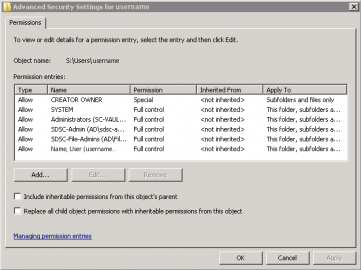 Advanced Security Settings for username
Permissions
To view or edit details for a permission entry, select the entry and then click Edit.
Object name: S:\Users\username
Permission entries:
Type Name Permission Inherited From Apply To
Allow CREATOR OWNER Special <not inherited> Subfolders and files only
Allow SYSTEM Full control <not inherited> This folder, subfolders a...
Allow Administrators (SC-VAUL... Full control <not inherited> This folder, subfolders a...
Allow SDSC-Admin (AD\sdsc-a... Full control <not inherited> This folder, subfolders a...
Allow SDSC-File-Admins (AD\Fil... Full control <not inherited> This folder, subfolders a...
Allow Name, User (username.. Full control <not inherited> This folder, subfolders a...
Add... Edit... Remove
Include inheritable permissions from this object's parent
Replace all child object permissions with inheritable permissions from this object
Managing permission entries
OK Cancel Apply